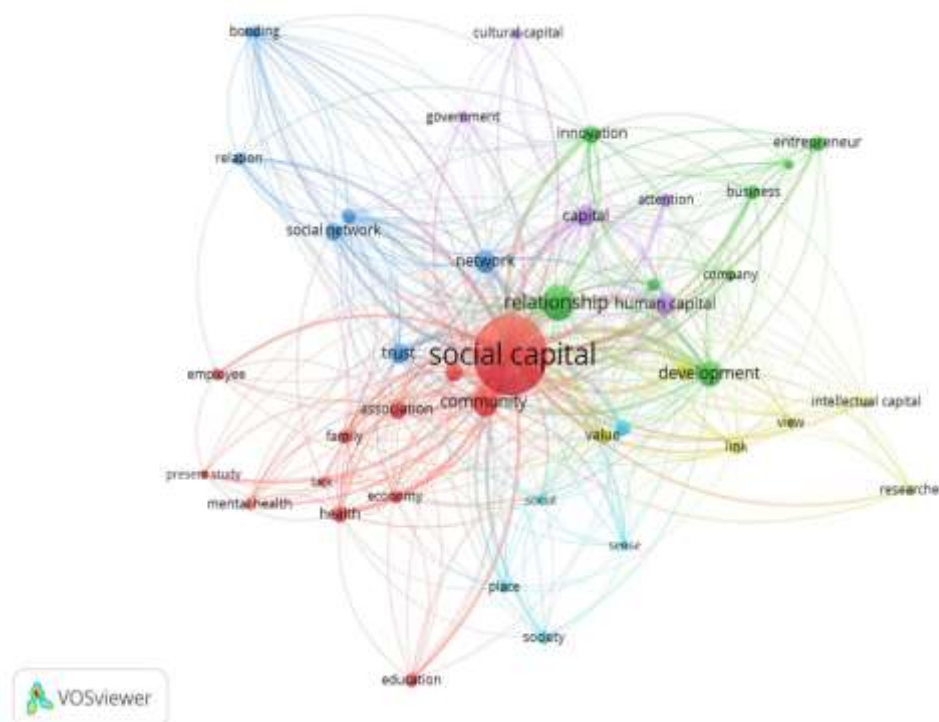 bonding
cultural capital
government
innovation
entrepreneur
relation
business
attention
capital
social network
network
company
relationship
human capital
social capital
trust
development
employee
community
association
intellectual capital
view
family
value
link
present study
lack
economy
researche
mental health
health
sense
place
society
education
VOSviewer